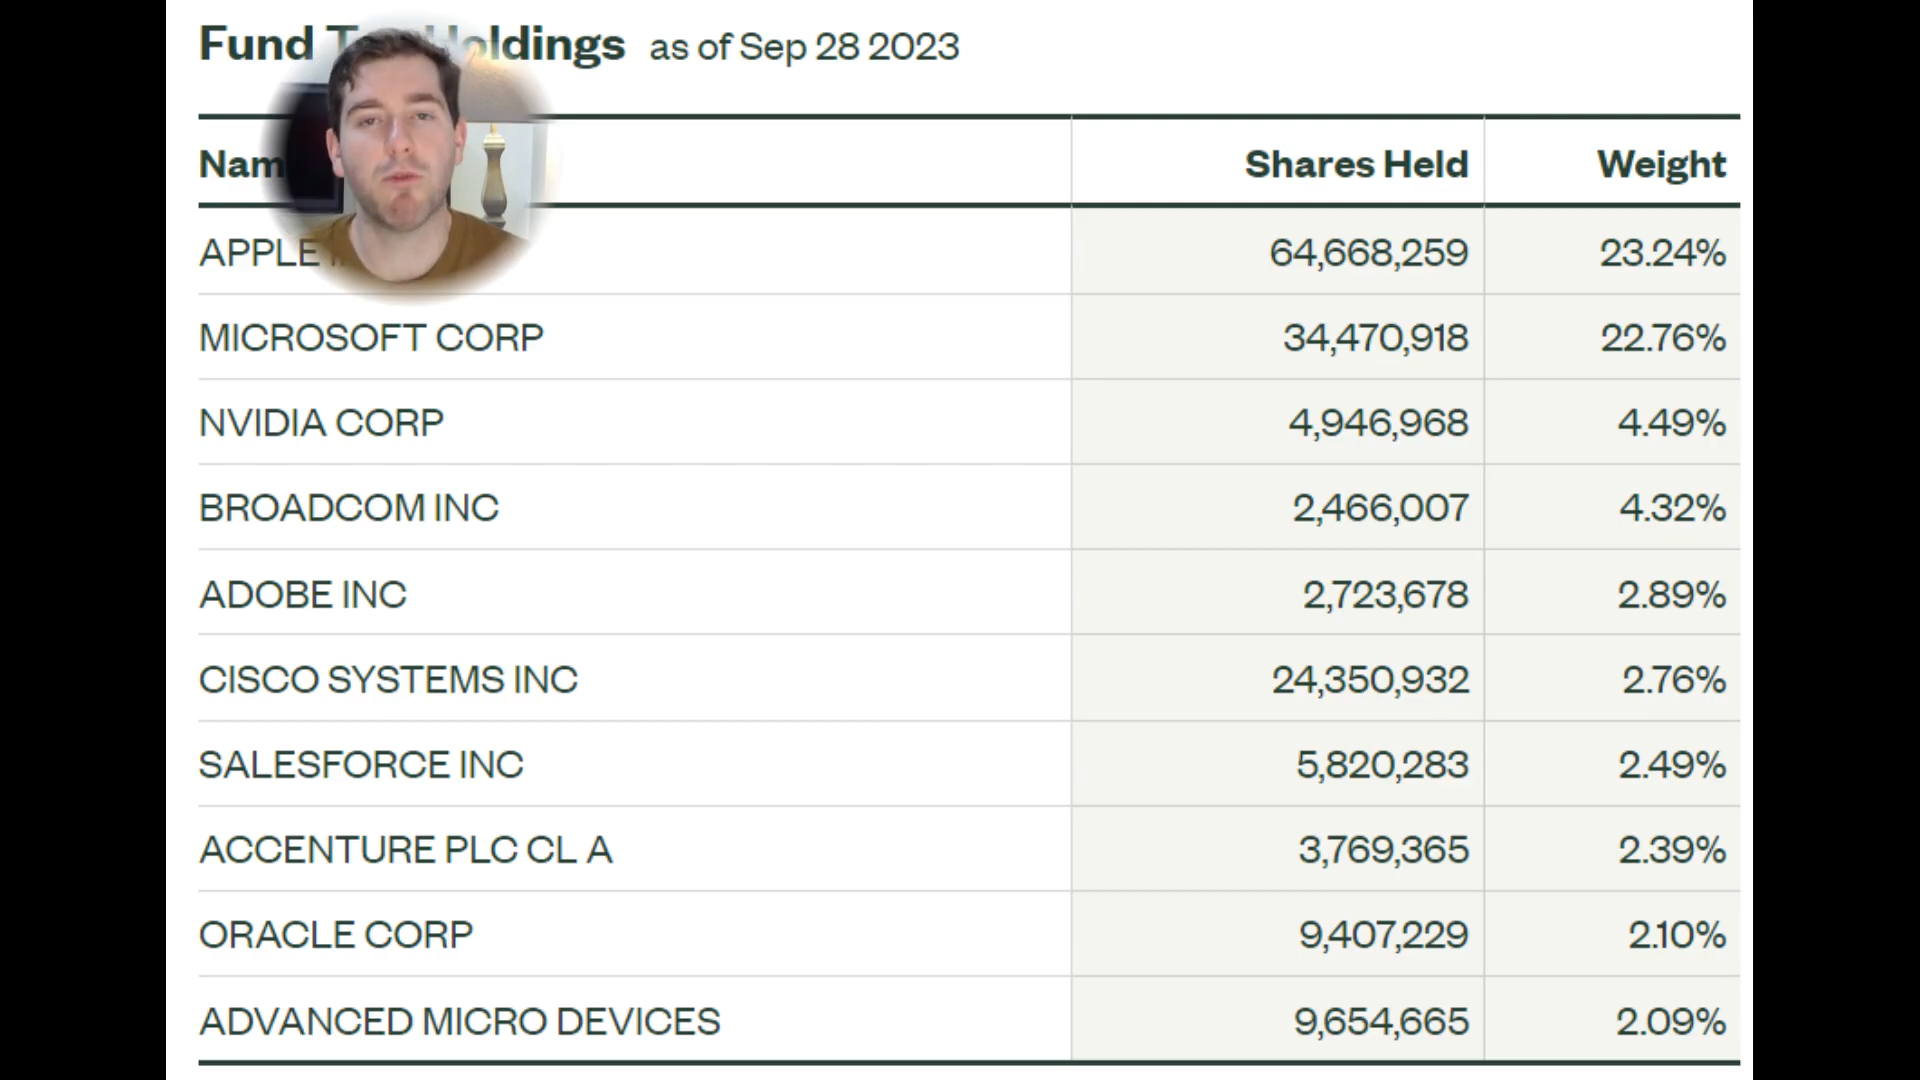 Fund Top Holdings as of Sep 28 2023
Shares Held Weight
APPLE 64,668,259 23.24%
MICROSOFT CORP 34,470,918 22.76%
NVIDIA CORP 4,946,968 4.49%
BROADCOM INC 2,466,007 4.32%
ADOBE INC 2,723,678 2.89%
CISCO SYSTEMS INC 24,350,932 2.76%
SALESFORCE INC 5,820,283 2.49%
ACCENTURE PLC CL A 3,769,365 2.39%
ORACLE CORP 9,407,229 2.10%
ADVANCED MICRO DEVICES 9,654,665 2.09%